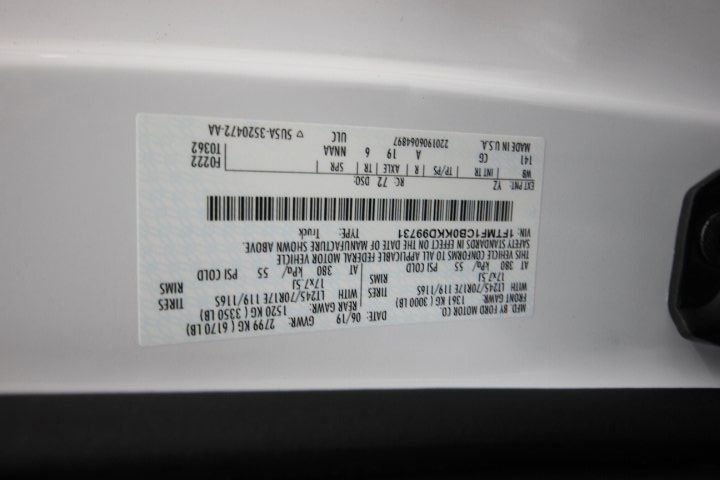 MFD. BY FORD MOTOR CO.
DATE: 06/19 GVWR: 2799 KG ( 6170 LB)
FRONT GAWR: 1361 KG ( 3000 LB) REAR GAWR: 1520 KG ( 3350 LB)
WITH LT245/70R17E 119/116S TIRES WITH LT245/70R17E 119/116S TIRES
17x7.5J RIMS 17x7.5J RIMS
AT 380 kPa/ 55 PSI COLD AT 380 kPa/ 55 PSI COLD
THIS VEHICLE CONFORMS TO ALL APPLICABLE FEDERAL MOTOR VEHICLE
SAFETY STANDARDS IN EFFECT ON THE DATE OF MANUFACTURE SHOWN ABOVE.
VIN: 1FTMF1CB0KKD99731 TYPE: Truck
EXT PNT: YZ RC: 72 DSO: F0222
WB INT TR TP/PS R AXLE TR SPR T0362
141 CG A 19 6 NNAA
MADE IN U.S.A. 2201906064897 ULC ▽ 5U5A-3520472-AA